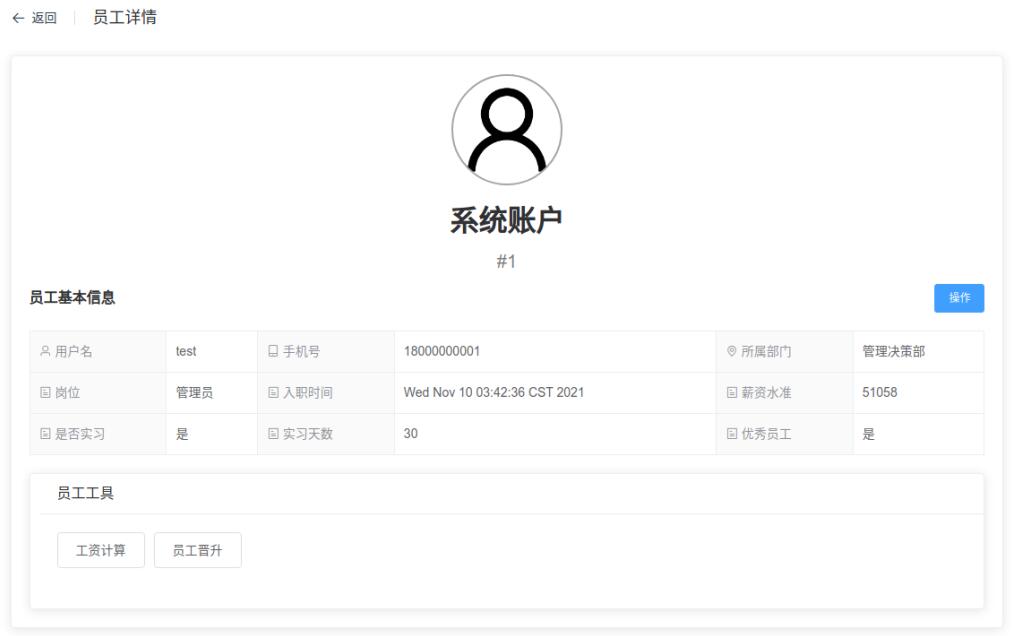 返回 员工详情
系统账户
#1
员工基本信息 操作
用户名 test 手机号 18000000001 所属部门 管理决策部
岗位 管理员 入职时间 Wed Nov 10 03:42:36 CST 2021 薪资水准 51058
是否实习 是 实习天数 30 优秀员工 是
员工工具
工资计算 员工晋升